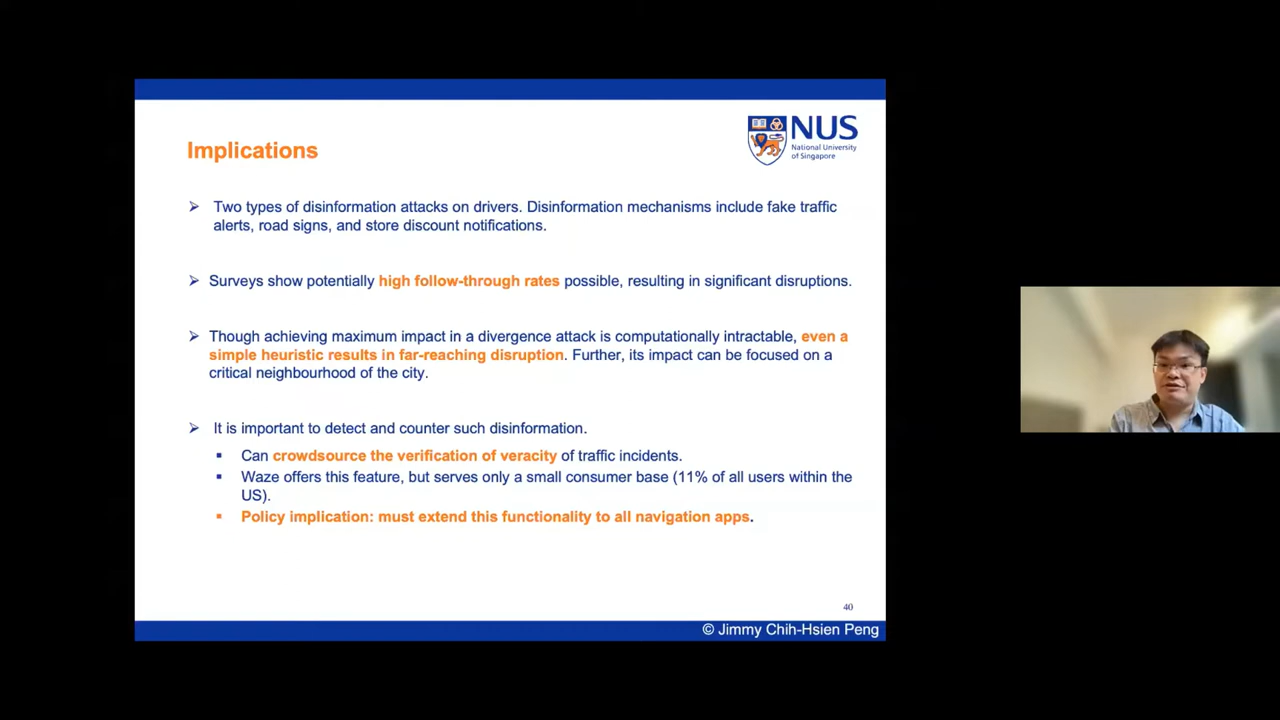 NUS
National University
of Singapore
Implications
Two types of disinformation attacks on drivers. Disinformation mechanisms include fake traffic
alerts, road signs, and store discount notifications.
Surveys show potentially high follow-through rates possible, resulting in significant disruptions.
Though achieving maximum impact in a divergence attack is computationally intractable, even a
simple heuristic results in far-reaching disruption. Further, its impact can be focused on a
critical neighbourhood of the city.
It is important to detect and counter such disinformation.
Can crowdsource the verification of veracity of traffic incidents.
Waze offers this feature, but serves only a small consumer base (11% of all users within the
US).
Policy implication: must extend this functionality to all navigation apps.
40
© Jimmy Chih-Hsien Peng